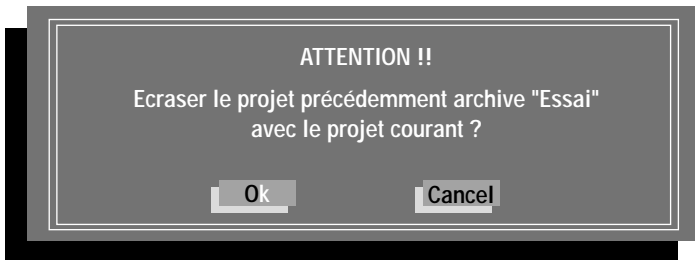 ATTENTION !!
Ecraser le projet précédemment archive "Essai"
avec le projet courant ?
Ok
Cancel